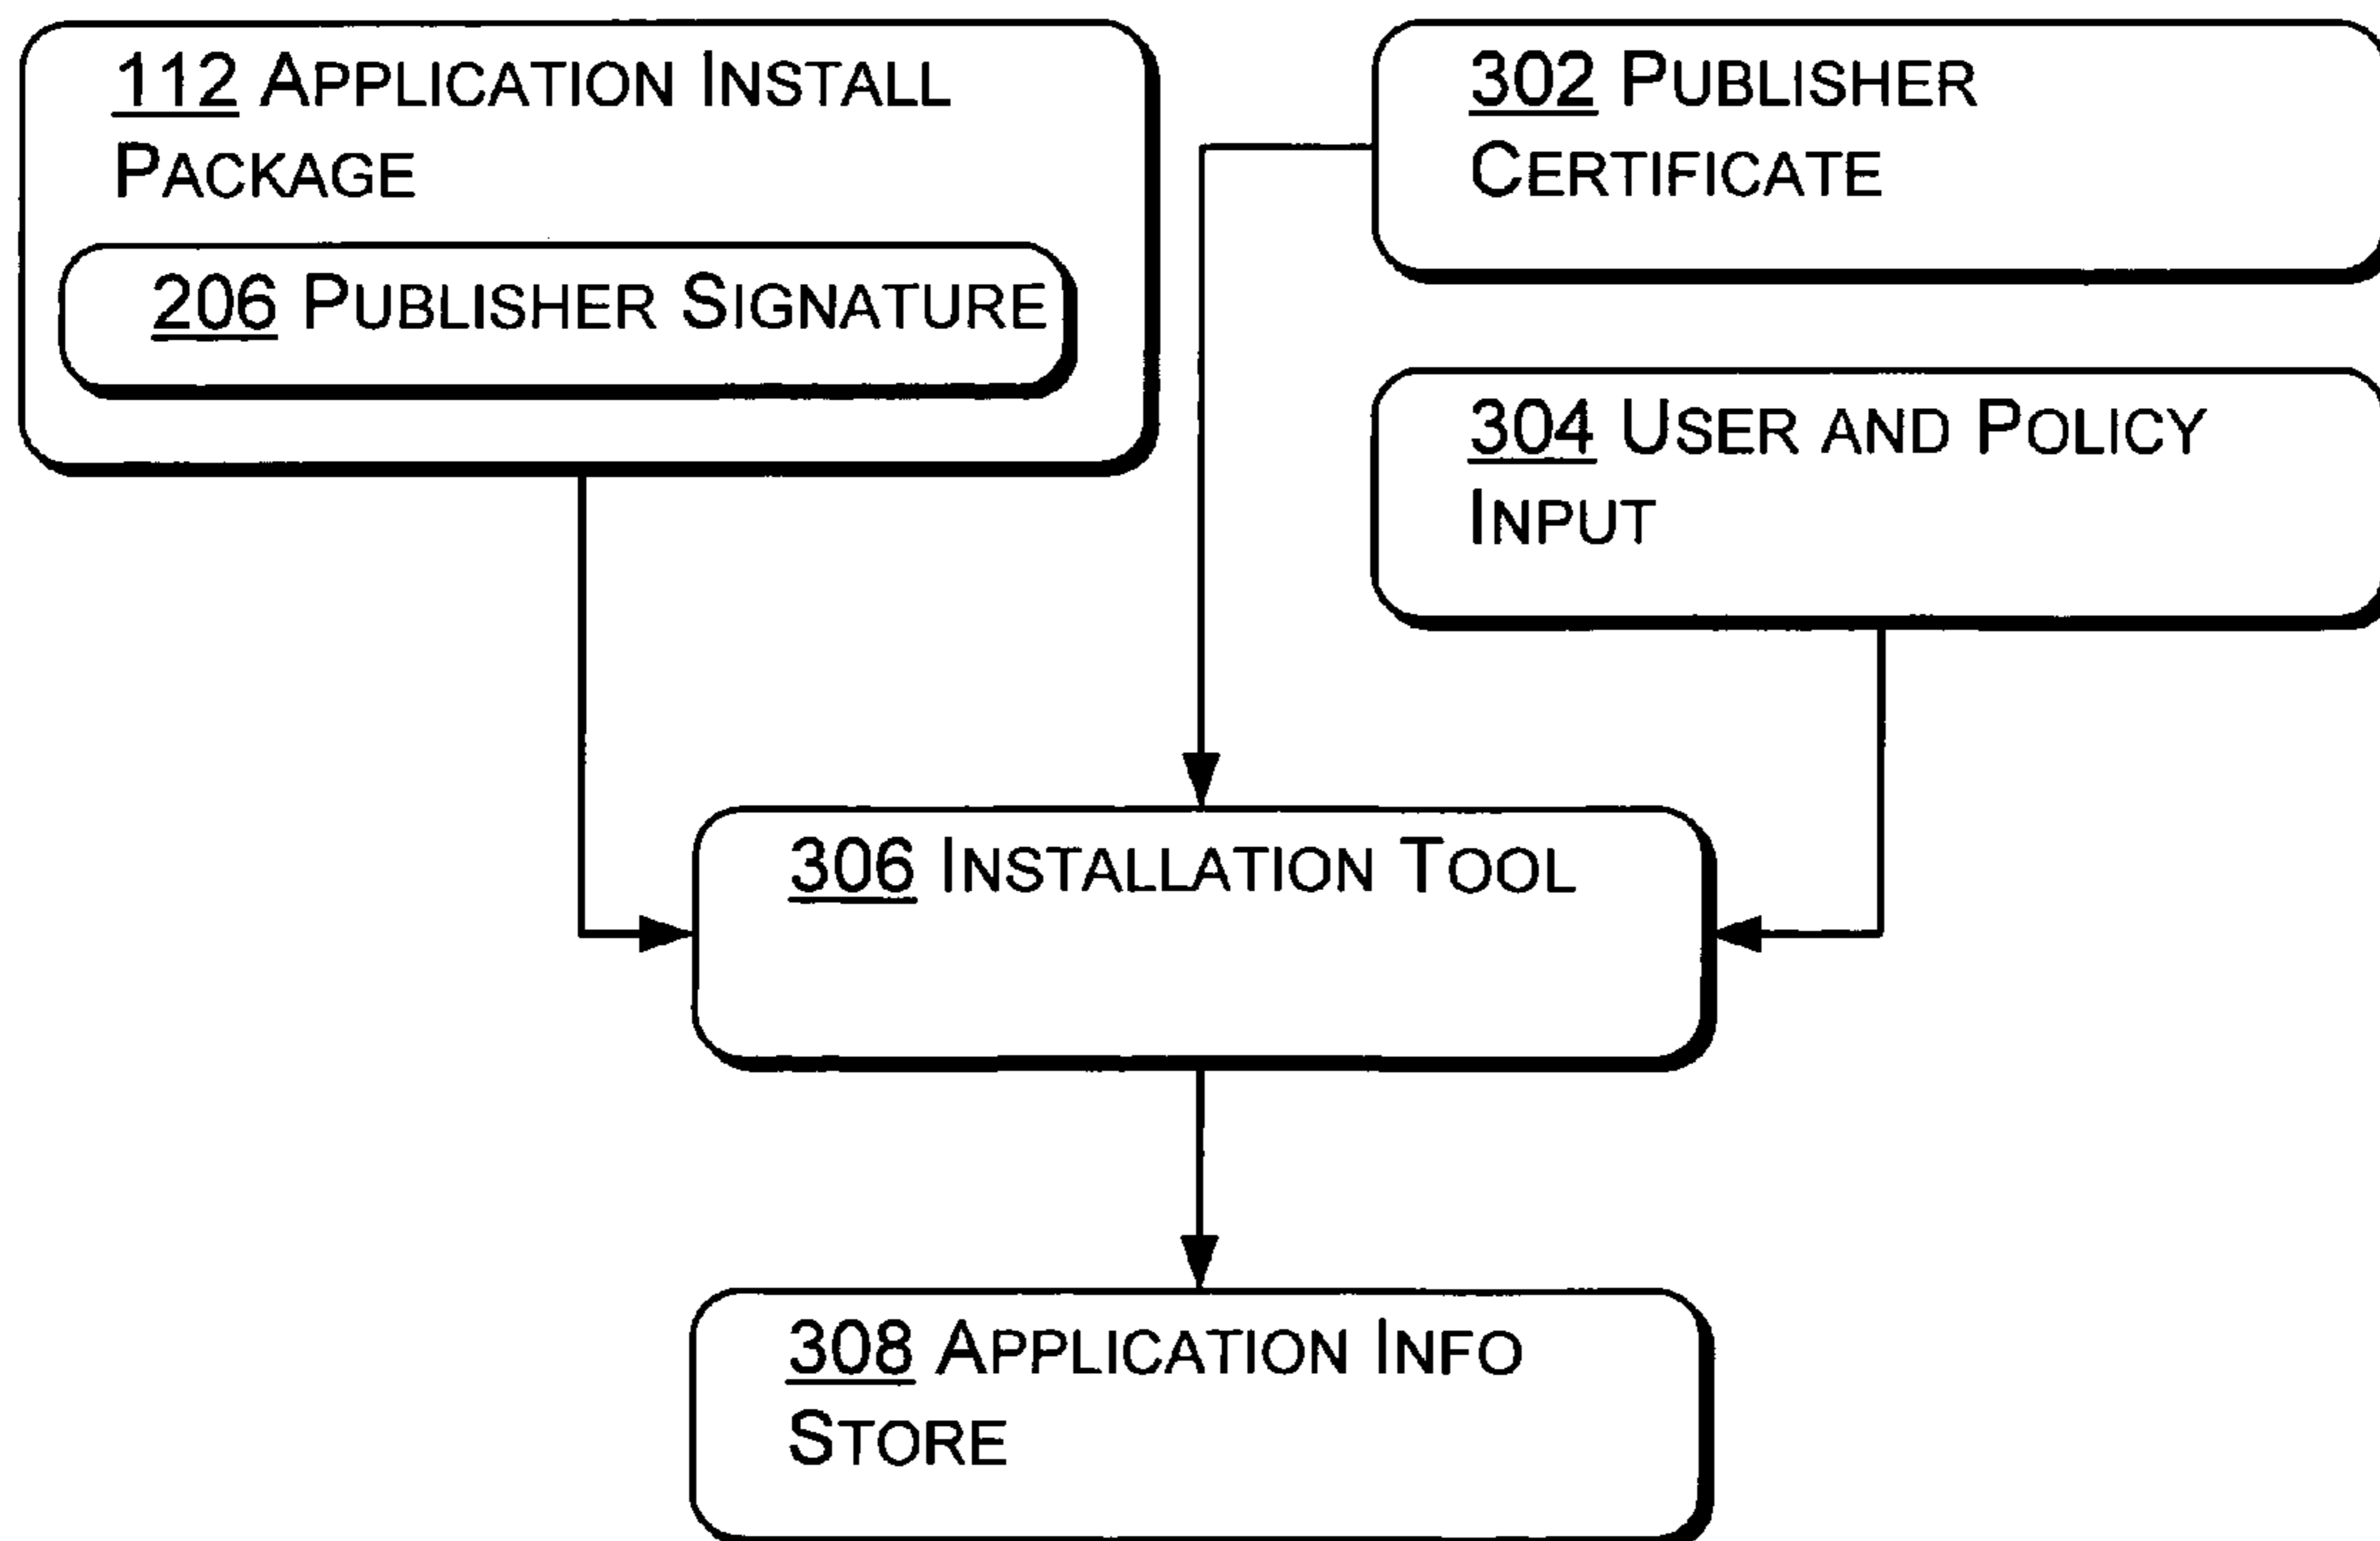 112 APPLICATION INSTALL
PACKAGE
206 PUBLISHER SIGNATURE
302 PUBLISHER
CERTIFICATE
304 USER AND POLICY
INPUT
306 INSTALLATION TOOL
308 APPLICATION INFO
STORE